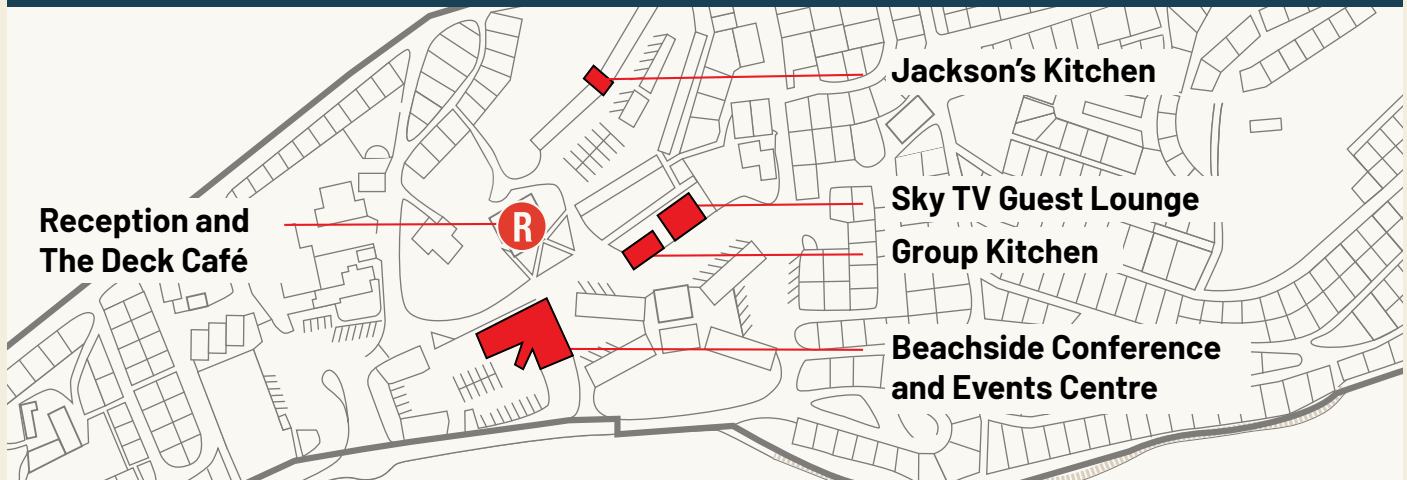 Jackson's Kitchen
Reception and
The Deck Café
R
Sky TV Guest Lounge
Group Kitchen
Beachside Conference
and Events Centre